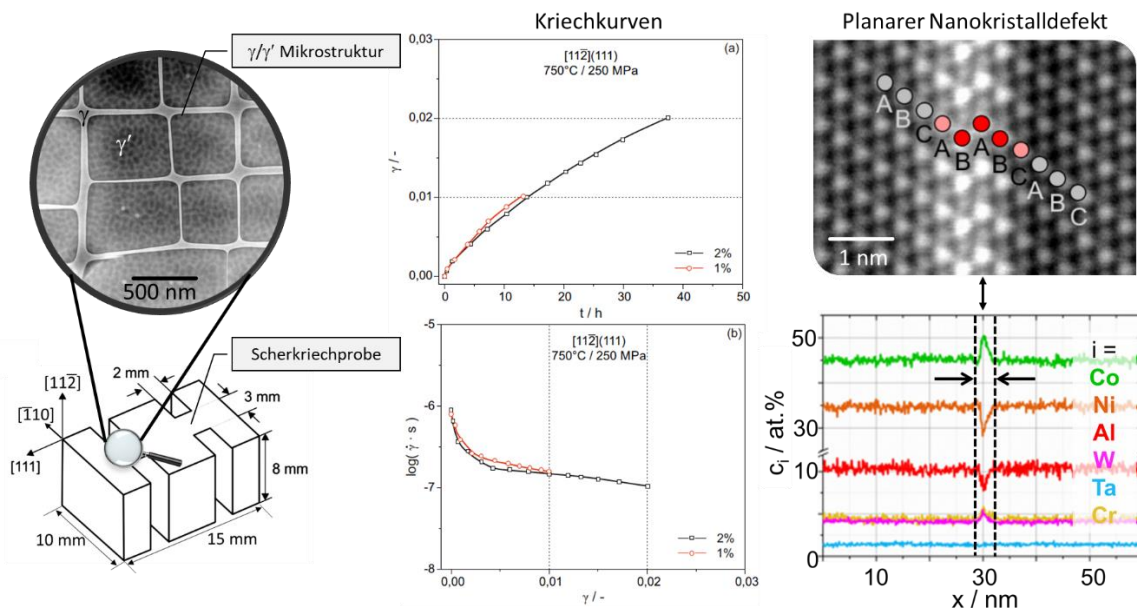 Kriechkurven
Planarer Nanokristalldefekt
γ/γ′ Mikrostruktur
γ
γ′
500 nm
Scherkriechprobe
[112̅]
[1̅10]
[111]
2 mm
3 mm
8 mm
10 mm
15 mm
(a)
[112̅](111)
750°C / 250 MPa
γ / -
0,02
0,01
0,00
0 10 20 30 40 50
t / h
2%
1%
(b)
[112̅](111)
750°C / 250 MPa
log( γ̇ · s )
-5
-6
-7
-8
0,00 0,01 0,02 0,03
γ / -
2%
1%
A
B
C
A
B
A
B
C
A
B
C
1 nm
c_i / at.%
50
30
10
0
10 30 50
x / nm
i =
Co
Ni
Al
W
Ta
Cr